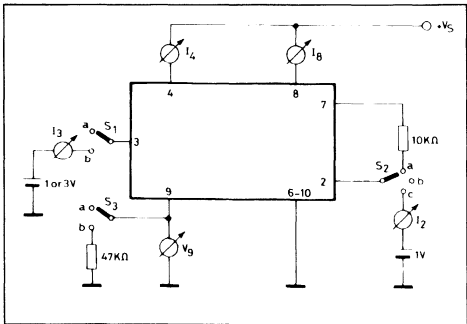 I4
I8
+VS
4
8
7
I3
a
S1
3
b
10KΩ
1 or 3V
S2
a
2
b
c
a
S3
9
6-10
I2
b
47KΩ
V9
1V